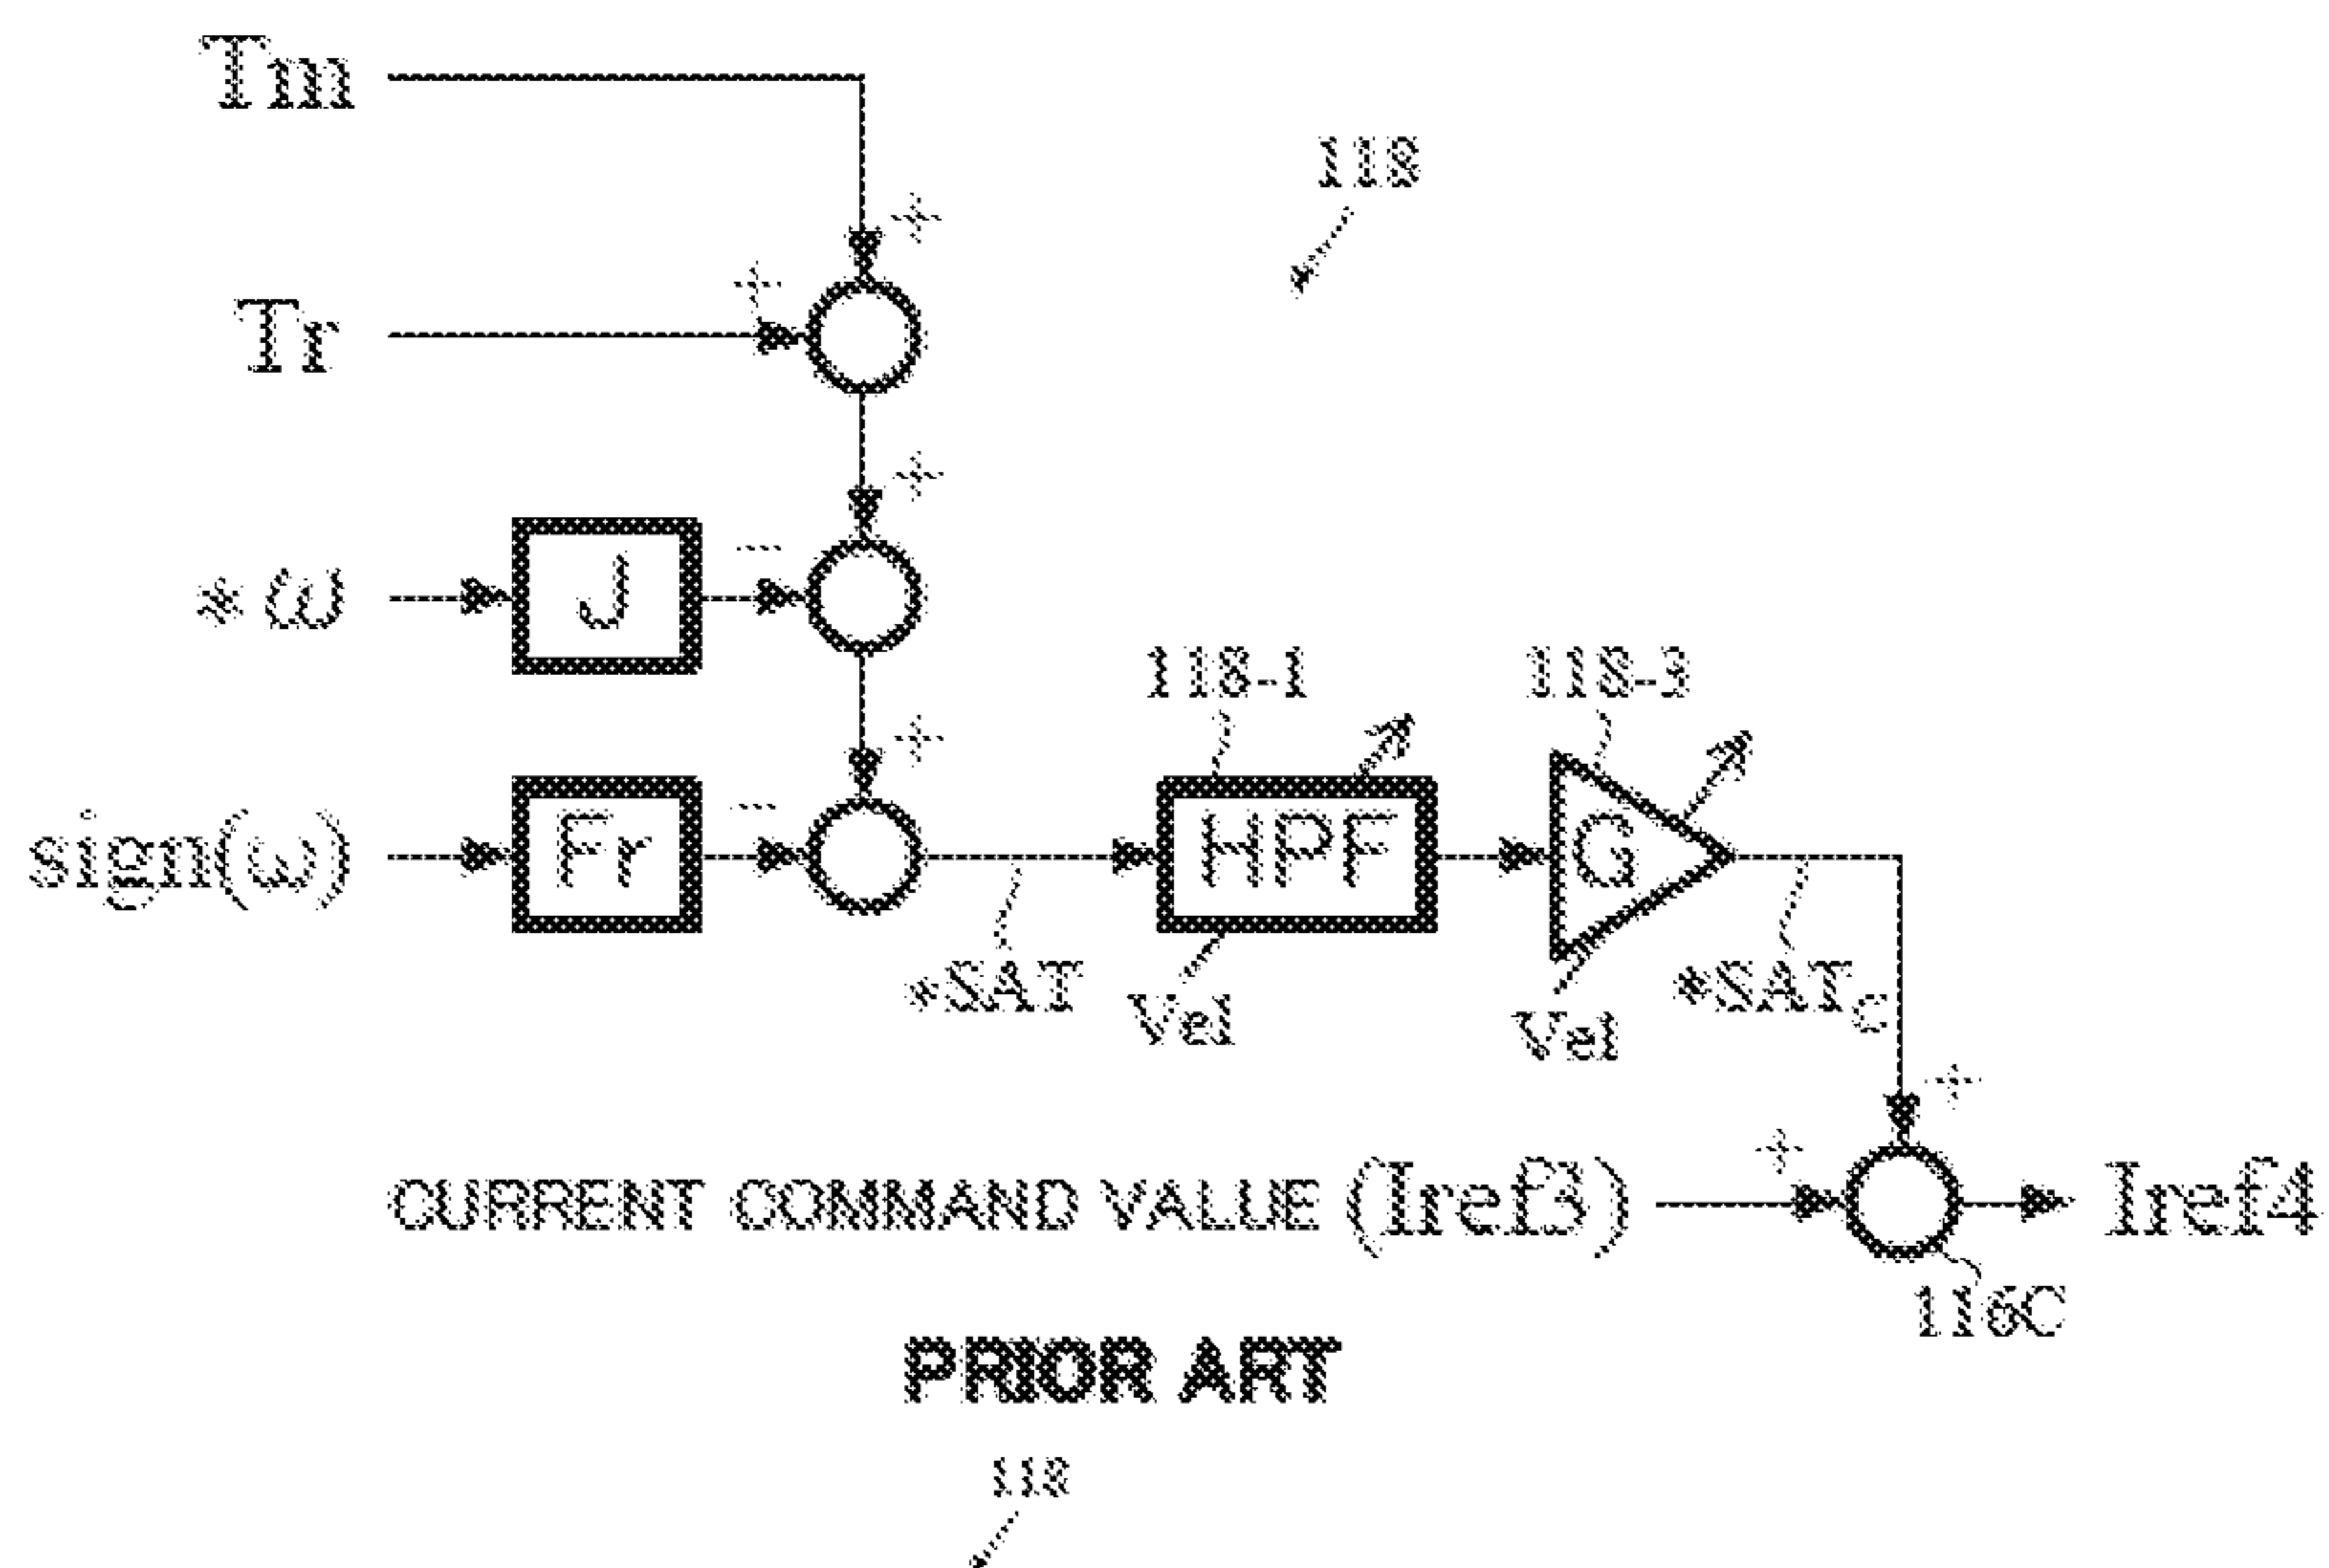 Tm
118
+
+
Tr
+
* ω
J
−
118-1
118-3
+
sign(ω)
Fr
−
HPF
G
*SAT
Vel
Vel
*SATC
+
CURRENT COMMAND VALUE (Iref3)
+
Iref4
116C
PRIOR ART
118